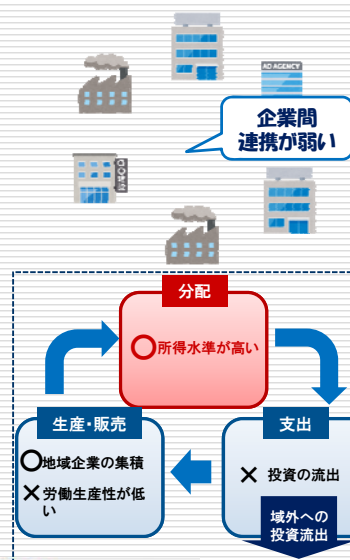 AD AGENCY
企業間
連携が弱い
分配
○所得水準が高い
生産・販売
○地域企業の集積
×労働生産性が低
い
支出
× 投資の流出
域外への
投資流出